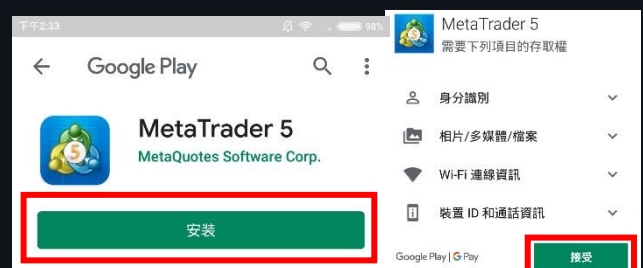 下午2:33
98%
Google Play
MetaTrader 5
MetaQuotes Software Corp.
安装
MetaTrader 5
需要下列項目的存取權
身分識別
相片/多媒體/檔案
Wi-Fi 連線資訊
裝置 ID 和通話資訊
Google Play | G Pay
接受